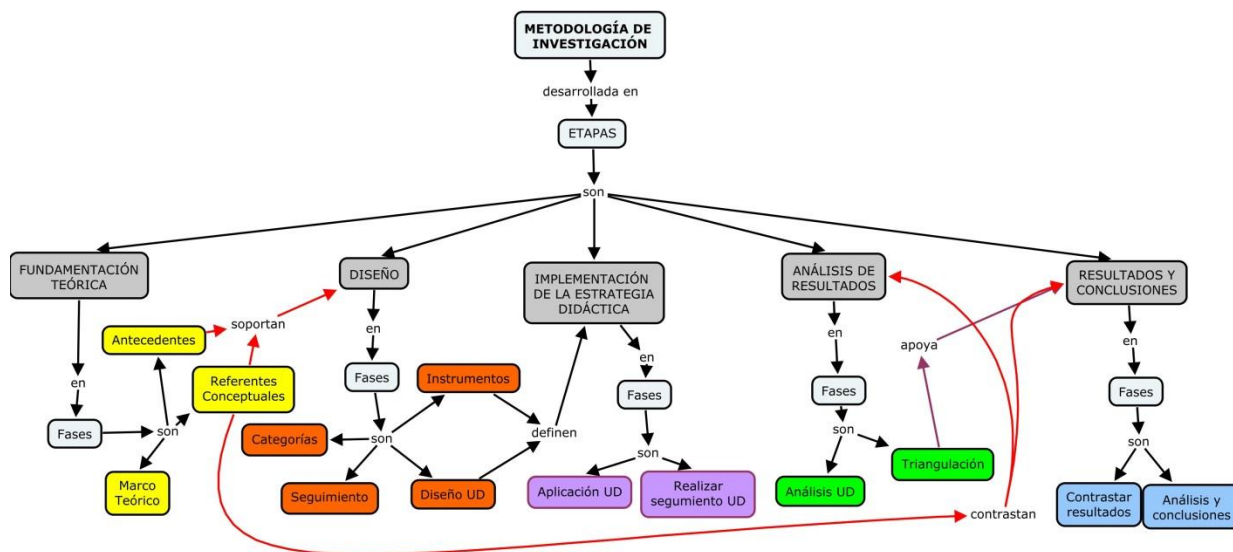 METODOLOGÍA DE
INVESTIGACIÓN
desarrollada en
ETAPAS
son
FUNDAMENTACIÓN
TEÓRICA
en
Fases
son
Antecedentes
Referentes
Conceptuales
Marco
Teórico
soportan
DISEÑO
en
Fases
son
Instrumentos
Categorías
Seguimiento
Diseño UD
definen
IMPLEMENTACIÓN
DE LA ESTRATEGIA
DIDÁCTICA
en
Fases
son
Aplicación UD
Realizar
segumiento UD
ANÁLISIS DE
RESULTADOS
en
Fases
son
Análisis UD
Triangulación
apoya
contrastan
RESULTADOS Y
CONCLUSIONES
en
Fases
son
Contrastar
resultados
Análisis y
conclusiones